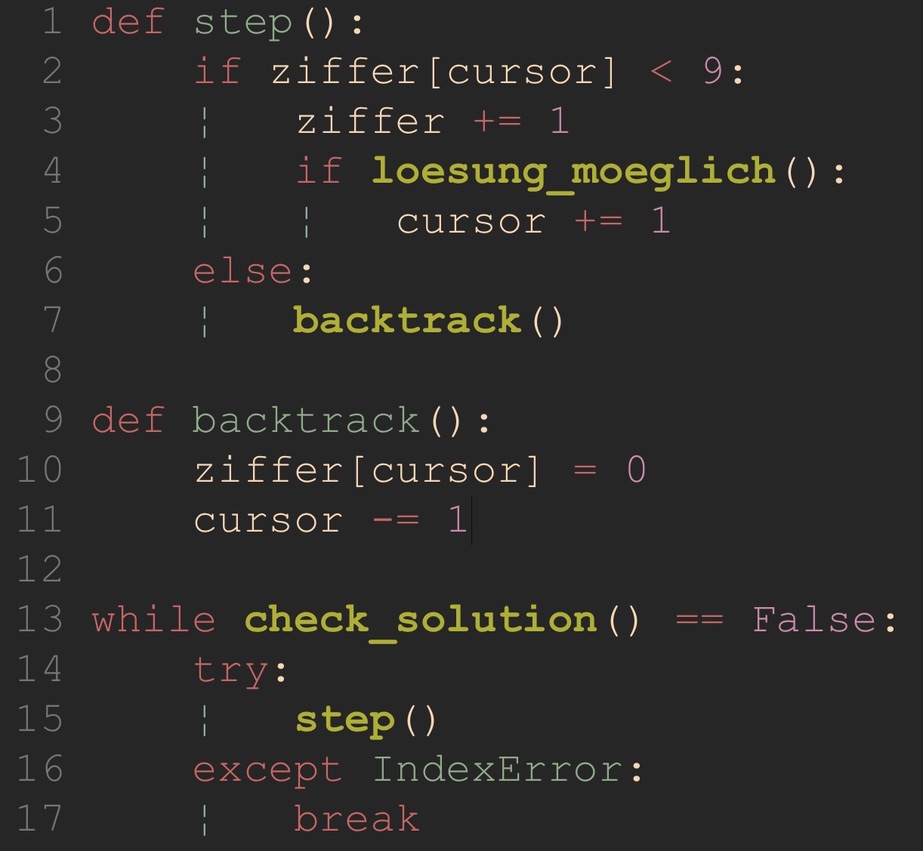 1 def step():
2     if ziffer[cursor] < 9:
3     ¦   ziffer += 1
4     ¦   if loesung_moeglich():
5     ¦   ¦   cursor += 1
6     else:
7     ¦   backtrack()
8
9 def backtrack():
10     ziffer[cursor] = 0
11     cursor -= 1
12
13 while check_solution() == False:
14     try:
15     ¦   step()
16     except IndexError:
17     ¦   break